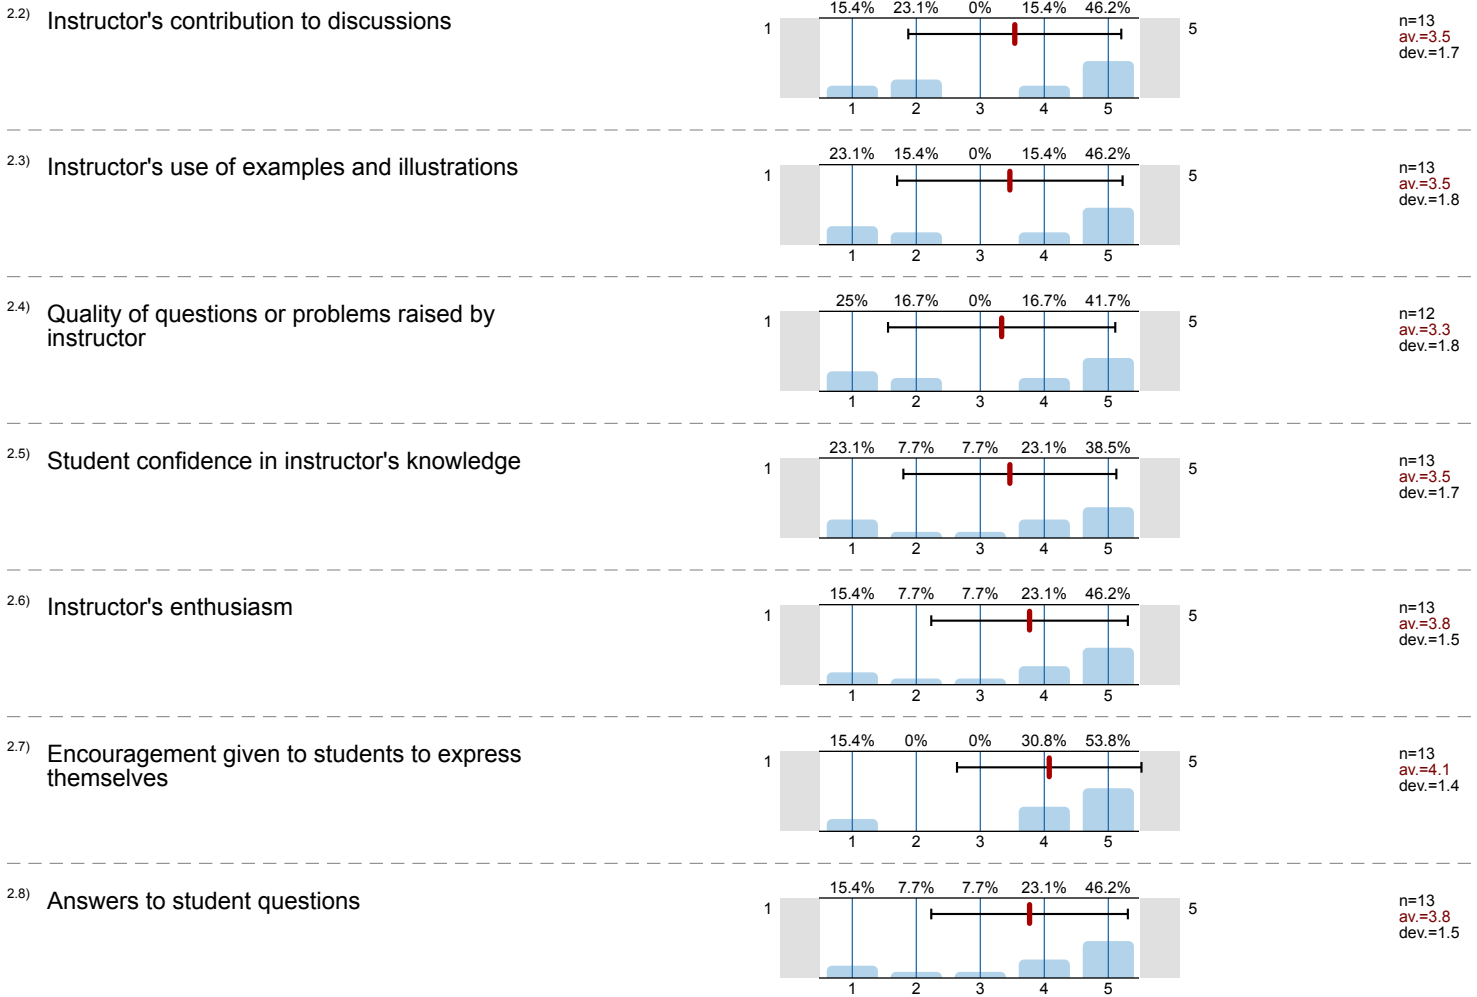 2.2) Instructor's contribution to discussions
15.4% 23.1% 0% 15.4% 46.2%
1 5
1 2 3 4 5
n=13
av.=3.5
dev.=1.7
2.3) Instructor's use of examples and illustrations
23.1% 15.4% 0% 15.4% 46.2%
1 5
1 2 3 4 5
n=13
av.=3.5
dev.=1.8
2.4) Quality of questions or problems raised by
instructor
25% 16.7% 0% 16.7% 41.7%
1 5
1 2 3 4 5
n=12
av.=3.3
dev.=1.8
2.5) Student confidence in instructor's knowledge
23.1% 7.7% 7.7% 23.1% 38.5%
1 5
1 2 3 4 5
n=13
av.=3.5
dev.=1.7
2.6) Instructor's enthusiasm
15.4% 7.7% 7.7% 23.1% 46.2%
1 5
1 2 3 4 5
n=13
av.=3.8
dev.=1.5
2.7) Encouragement given to students to express
themselves
15.4% 0% 0% 30.8% 53.8%
1 5
1 2 3 4 5
n=13
av.=4.1
dev.=1.4
2.8) Answers to student questions
15.4% 7.7% 7.7% 23.1% 46.2%
1 5
1 2 3 4 5
n=13
av.=3.8
dev.=1.5